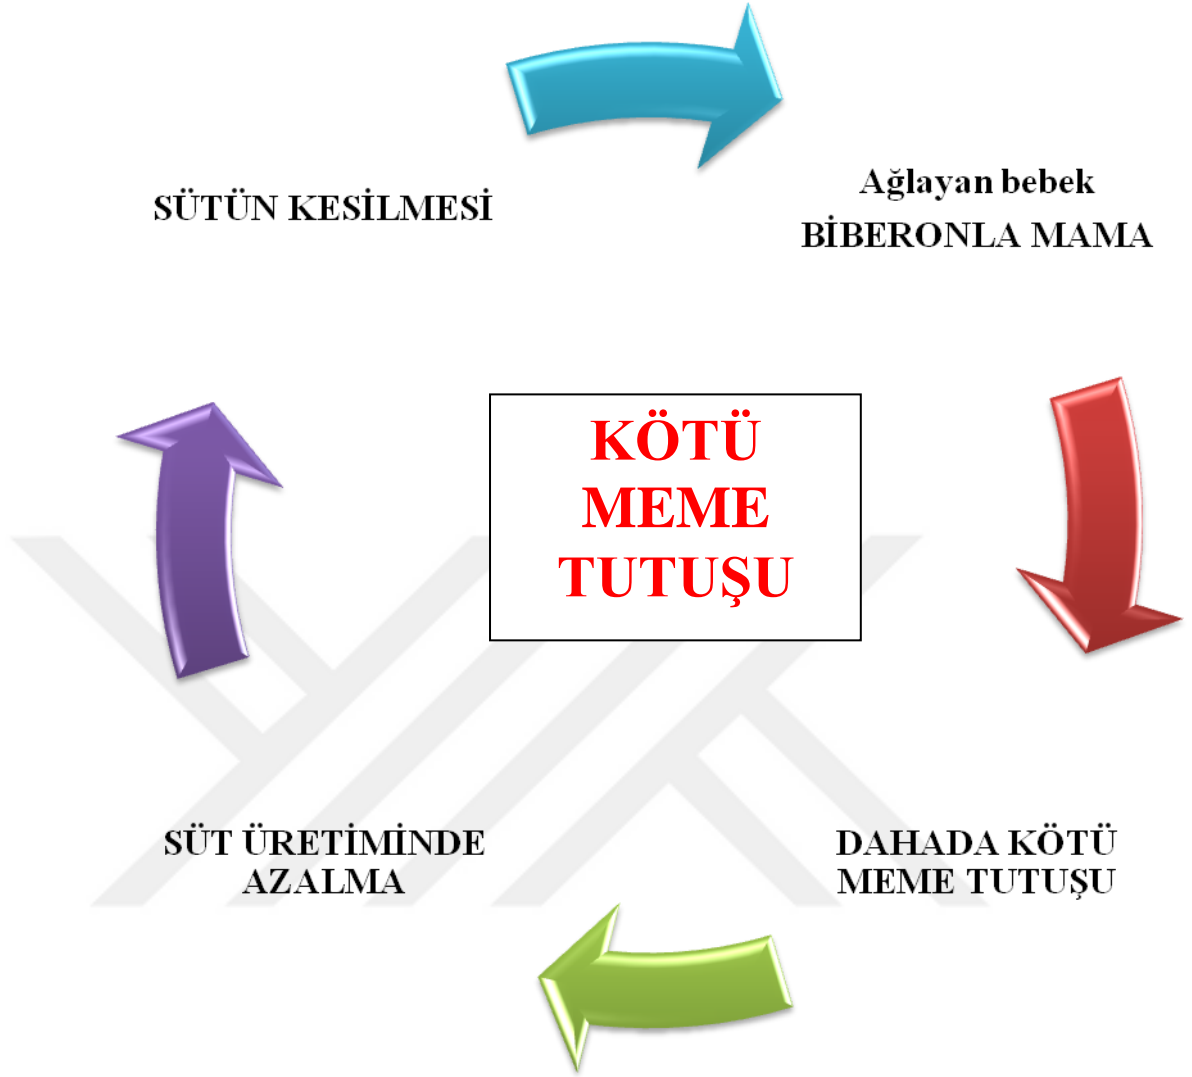 SÜTÜN KESİLMESİ
Ağlayan bebek
BİBERONLA MAMA
KÖTÜ
MEME
TUTUŞU
DAHADA KÖTÜ
MEME TUTUŞU
SÜT ÜRETİMİNDE
AZALMA